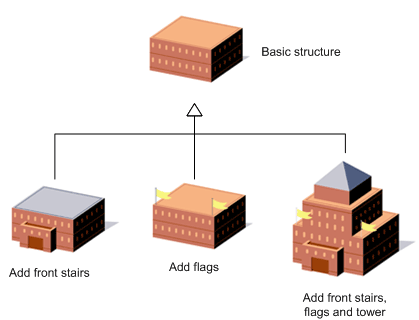 Basic structure
Add front stairs
Add flags
Add front stairs,
flags and tower